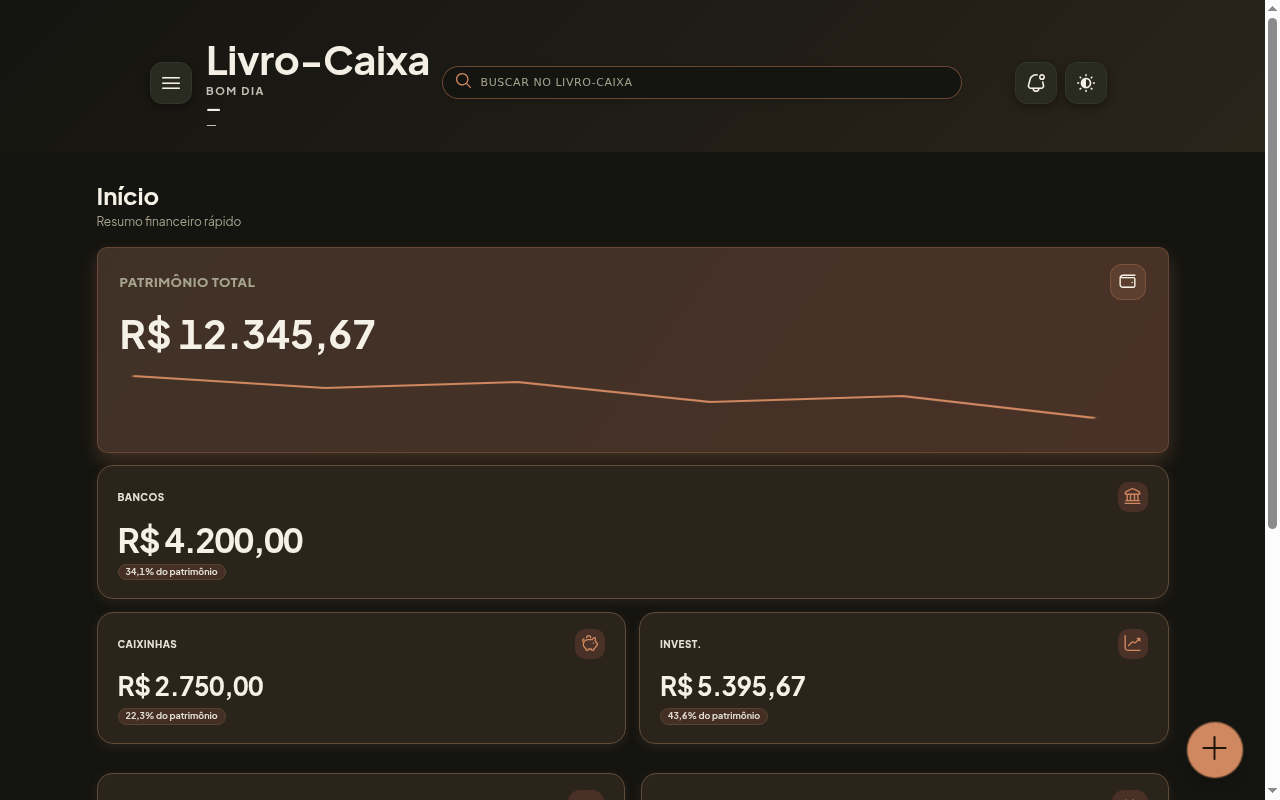 Livro-Caixa
BOM DIA
—
—
BUSCAR NO LIVRO-CAIXA
Início
Resumo financeiro rápido
PATRIMÔNIO TOTAL
R$ 12.345,67
BANCOS
R$ 4.200,00
34,1% do patrimônio
CAIXINHAS
R$ 2.750,00
22,3% do patrimônio
INVEST.
R$ 5.395,67
43,6% do patrimônio